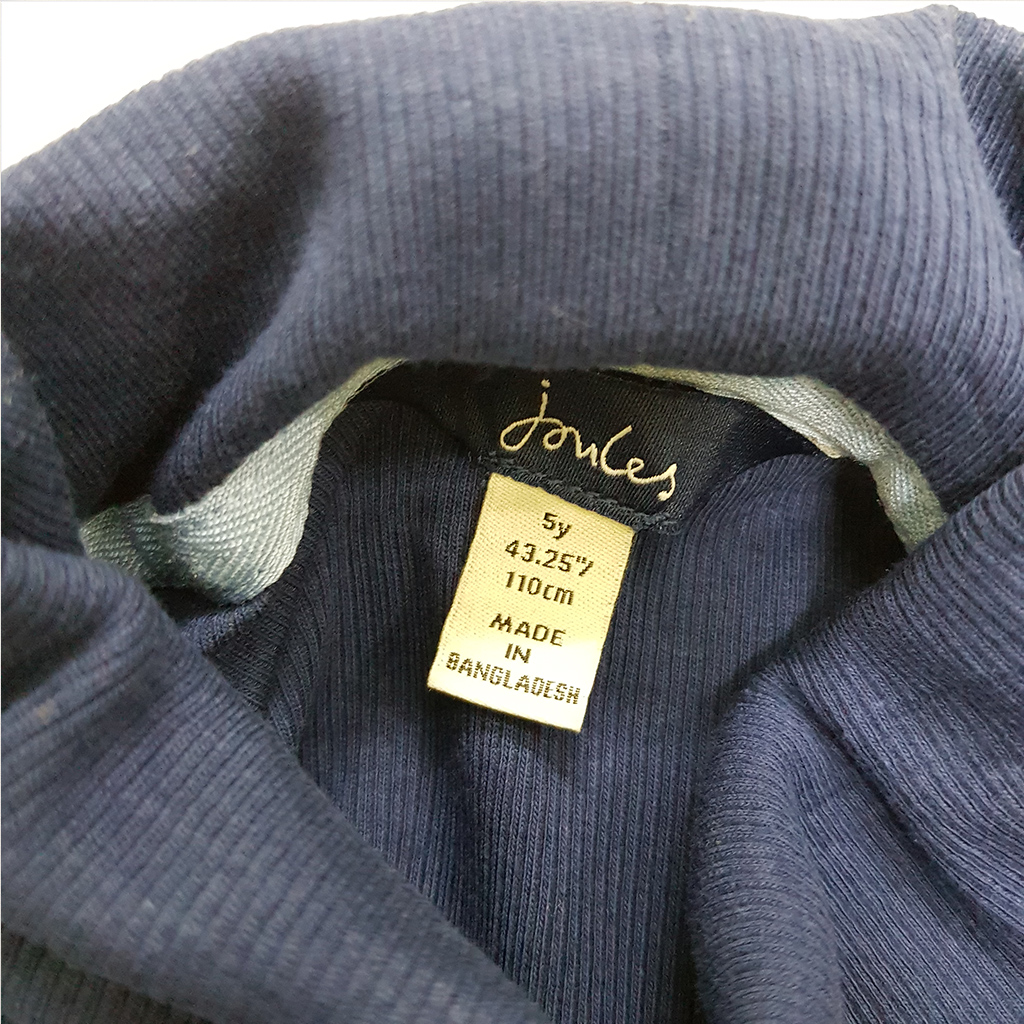 joules
5y
43.25"/
110cm
MADE
IN
BANGLADESH